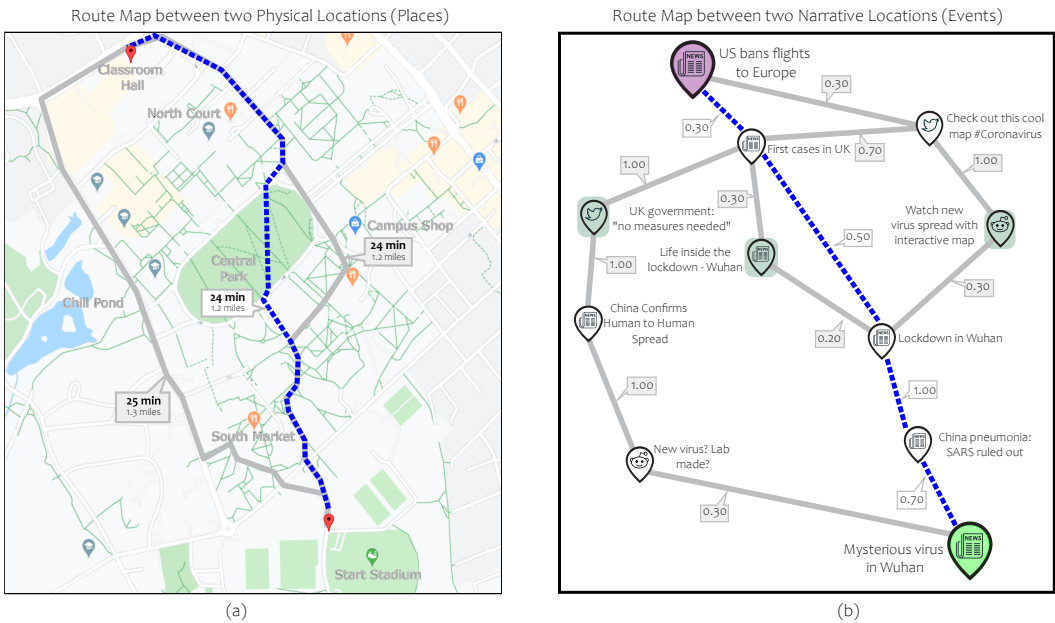 Route Map between two Physical Locations (Places)
Classroom
Hall
North Court
Campus Shop
24 min
1.2 miles
Central
Park
24 min
1.2 miles
Chill Pond
25 min
1.3 miles
South Market
Start Stadium
(a)
Route Map between two Narrative Locations (Events)
NEWS
US bans flights
to Europe
0.30
0.30
Check out this cool
map #Coronavirus
First cases in UK
0.70
1.00
1.00
0.30
UK government:
"no measures needed"
Watch new
virus spread with
interactive map
0.50
Life inside the
lockdown - Wuhan
1.00
0.30
China Confirms
Human to Human
Spread
0.20
Lockdown in Wuhan
1.00
1.00
China pneumonia:
SARS ruled out
New virus? Lab
made?
0.70
0.30
NEWS
Mysterious virus
in Wuhan
(b)